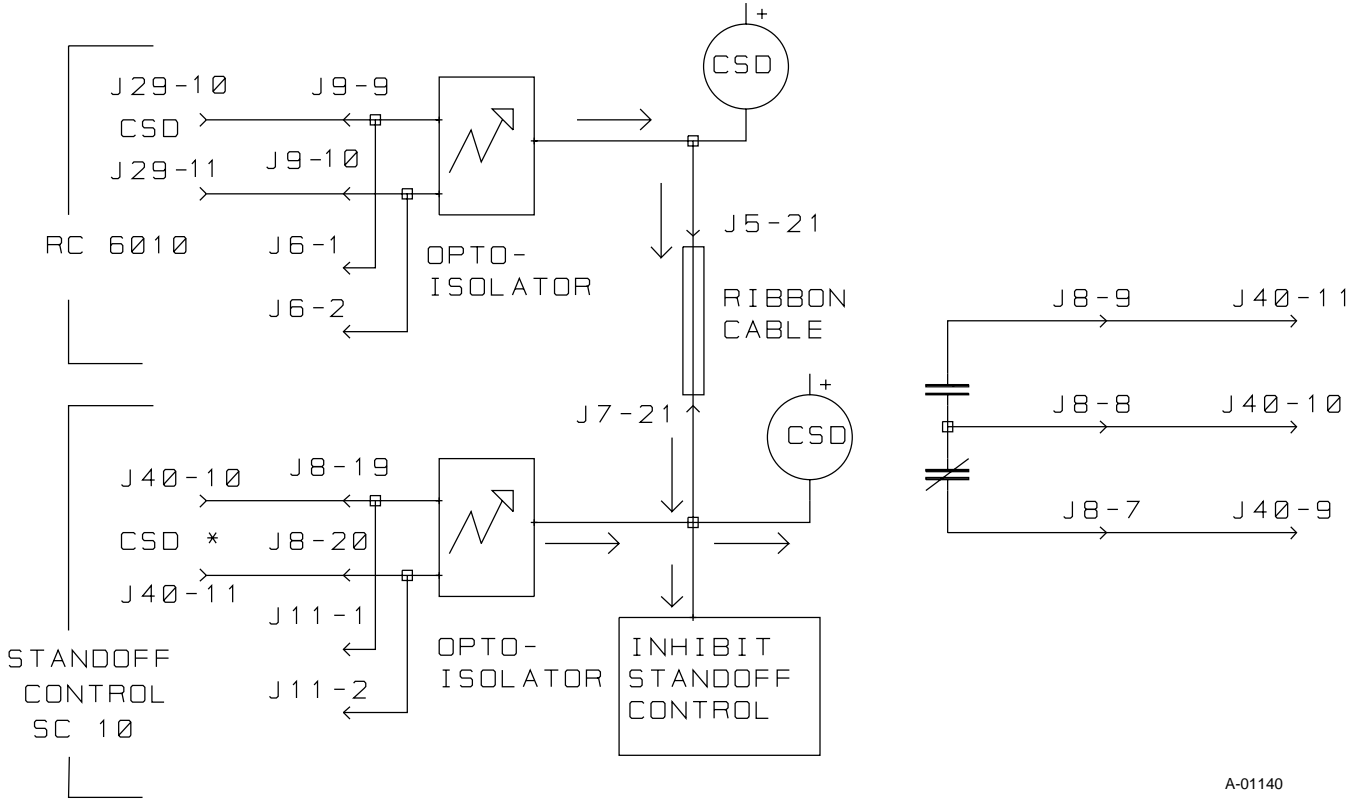 +
CSD
J29-10
J9-9
CSD
J29-11
J9-10
RC 6010
J6-1
J6-2
OPTO-
ISOLATOR
J5-21
RIBBON
CABLE
J8-9
J40-11
J8-8
J40-10
J8-7
J40-9
J7-21
+
CSD
J40-10
J8-19
CSD *
J8-20
J40-11
J11-1
J11-2
STANDOFF
CONTROL
SC 10
OPTO-
ISOLATOR
INHIBIT
STANDOFF
CONTROL
A-01140